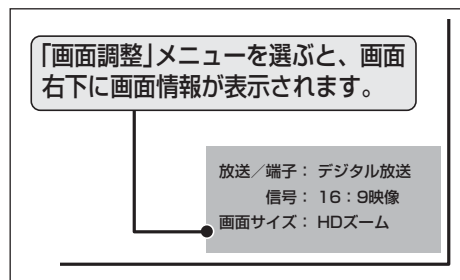 「画面調整」メニューを選ぶと、画面
右下に画面情報が表示されます。
放送／端子： デジタル放送
信号： 16：9映像
画面サイズ： HDズーム